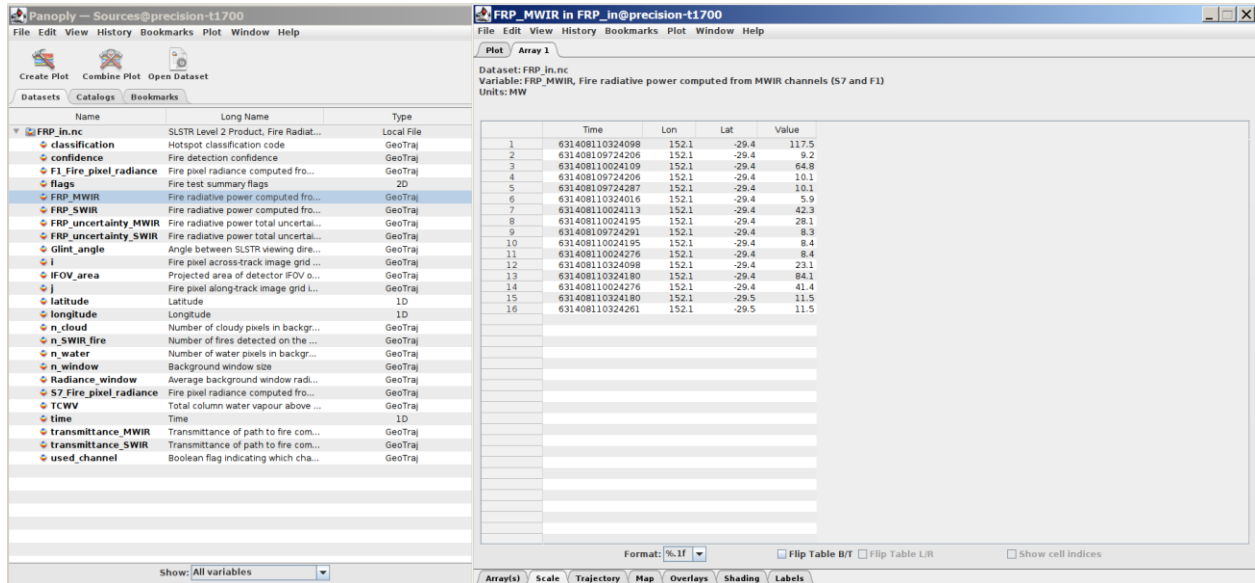 Panoply — Sources@precision-t1700
File Edit View History Bookmarks Plot Window Help
Create Plot Combine Plot Open Dataset
Datasets Catalogs Bookmarks
Name Long Name Type
FRP_in.nc SLSTR Level 2 Product, Fire Radiat... Local File
classification Hotspot classification code GeoTraj
confidence Fire detection confidence GeoTraj
F1_Fire_pixel_radiance Fire pixel radiance computed fro... GeoTraj
flags Fire test summary flags 2D
FRP_MWIR Fire radiative power computed fro... GeoTraj
FRP_SWIR Fire radiative power computed fro... GeoTraj
FRP_uncertainty_MWIR Fire radiative power total uncertai... GeoTraj
FRP_uncertainty_SWIR Fire radiative power total uncertai... GeoTraj
Glint_angle Angle between SLSTR viewing dire... GeoTraj
i Fire pixel across-track image grid ... GeoTraj
IFOV_area Projected area of detector IFOV o... GeoTraj
j Fire pixel along-track image grid i... GeoTraj
latitude Latitude 1D
longitude Longitude 1D
n_cloud Number of cloudy pixels in backgr... GeoTraj
n_SWIR_fire Number of fires detected on the ... GeoTraj
n_water Number of water pixels in backgr... GeoTraj
n_window Background window size GeoTraj
Radiance_window Average background window radi... GeoTraj
S7_Fire_pixel_radiance Fire pixel radiance computed fro... GeoTraj
TCWV Total column water vapour above ... GeoTraj
time Time 1D
transmittance_MWIR Transmittance of path to fire com... GeoTraj
transmittance_SWIR Transmittance of path to fire com... GeoTraj
used_channel Boolean flag indicating which cha... GeoTraj
Show: All variables
FRP_MWIR in FRP_in@precision-t1700
File Edit View History Bookmarks Plot Window Help
Plot Array 1
Dataset: FRP_in.nc
Variable: FRP_MWIR, Fire radiative power computed from MWIR channels (S7 and F1)
Units: MW
Time Lon Lat Value
1 631408110324098 152.1 -29.4 117.5
2 631408109724206 152.1 -29.4 9.2
3 631408110024109 152.1 -29.4 64.8
4 631408109724206 152.1 -29.4 10.1
5 631408109724287 152.1 -29.4 10.1
6 631408110324016 152.1 -29.4 5.9
7 631408110024113 152.1 -29.4 42.3
8 631408110024195 152.1 -29.4 28.1
9 631408109724291 152.1 -29.4 8.3
10 631408110024195 152.1 -29.4 8.4
11 631408110024276 152.1 -29.4 8.4
12 631408110324098 152.1 -29.4 23.1
13 631408110324180 152.1 -29.4 84.1
14 631408110024276 152.1 -29.4 41.4
15 631408110324180 152.1 -29.5 11.5
16 631408110324261 152.1 -29.5 11.5
Format: %.1f Flip Table B/T Flip Table L/R Show cell indices
Array(s) Scale Trajectory Map Overlays Shading Labels